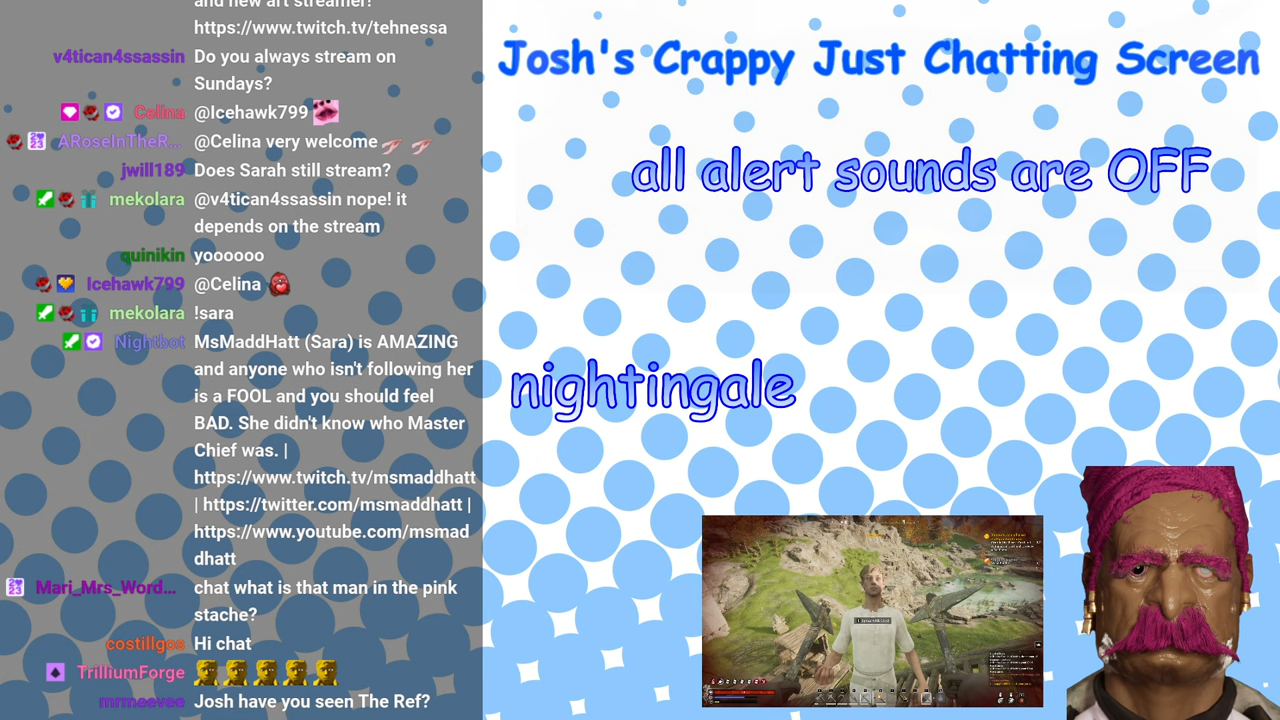 and new art streamer!
https://www.twitch.tv/tehnessa
v4tican4ssassin Do you always stream on
Sundays?
Celina @Icehawk799
ARoseInTheR... @Celina very welcome
jwill189 Does Sarah still stream?
mekolara @v4tican4ssassin nope! it
depends on the stream
quinikin yoooooo
Icehawk799 @Celina
mekolara !sara
Nightbot MsMaddHatt (Sara) is AMAZING
and anyone who isn't following her
is a FOOL and you should feel
BAD. She didn't know who Master
Chief was. |
https://www.twitch.tv/msmaddhatt
| https://twitter.com/msmaddhatt |
https://www.youtube.com/msmad
dhatt
Mari_Mrs_Word... chat what is that man in the pink
stache?
costillgos Hi chat
TrilliumForge
mrmeevee Josh have you seen The Ref?
Josh's Crappy Just Chatting Screen
all alert sounds are OFF
nightingale